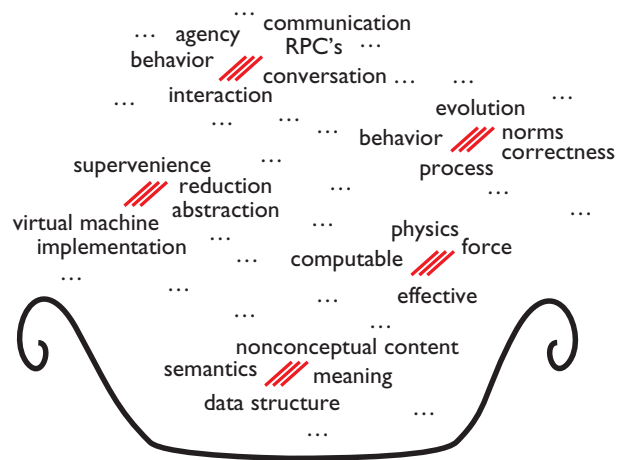 … communication
… agency RPC's …
behavior
conversation …
interaction
… … …
evolution
… … …
behavior norms
correctness
process
supervenience …
reduction … …
abstraction
virtual machine … …
implementation …
physics
force
computable
…
effective
… … …
… …
nonconceptual content
semantics meaning
data structure …
…